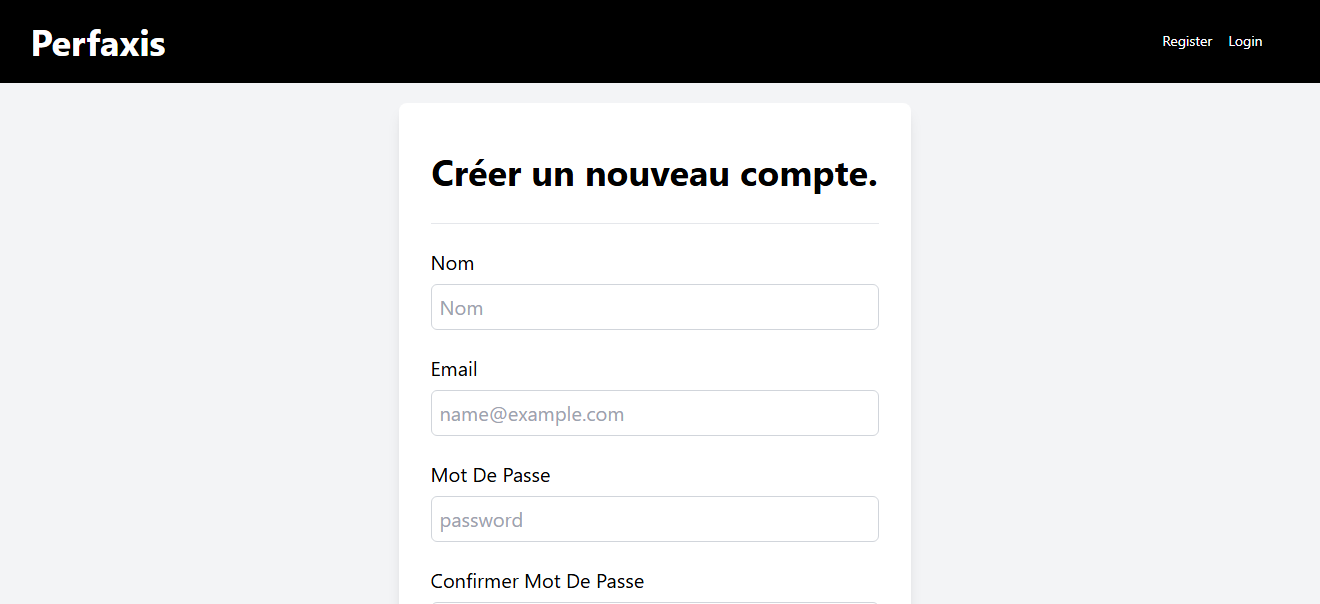 Perfaxis
Register Login
Créer un nouveau compte.
Nom
Nom
Email
name@example.com
Mot De Passe
password
Confirmer Mot De Passe